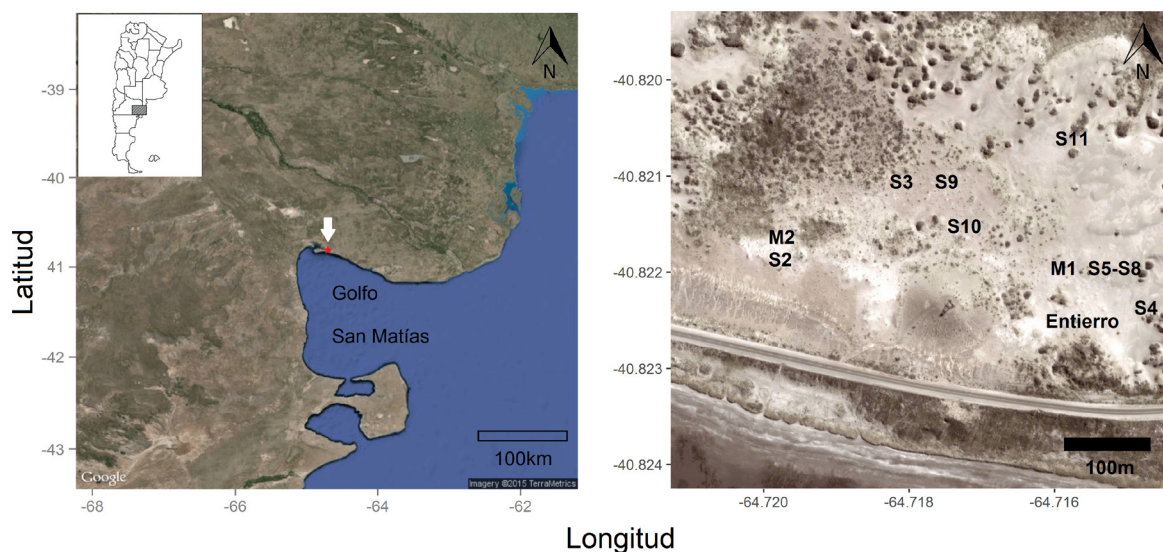 Latitud
-39
-40
-41
-42
-43
-68
-66
-64
-62
N
Golfo
San Matías
100km
Google
Imagery ©2015 TerraMetrics
Longitud
-40.820
-40.821
-40.822
-40.823
-40.824
-64.720
-64.718
-64.716
N
S11
S3 S9
S10
M2
S2
M1 S5-S8
S4
Entierro
100m